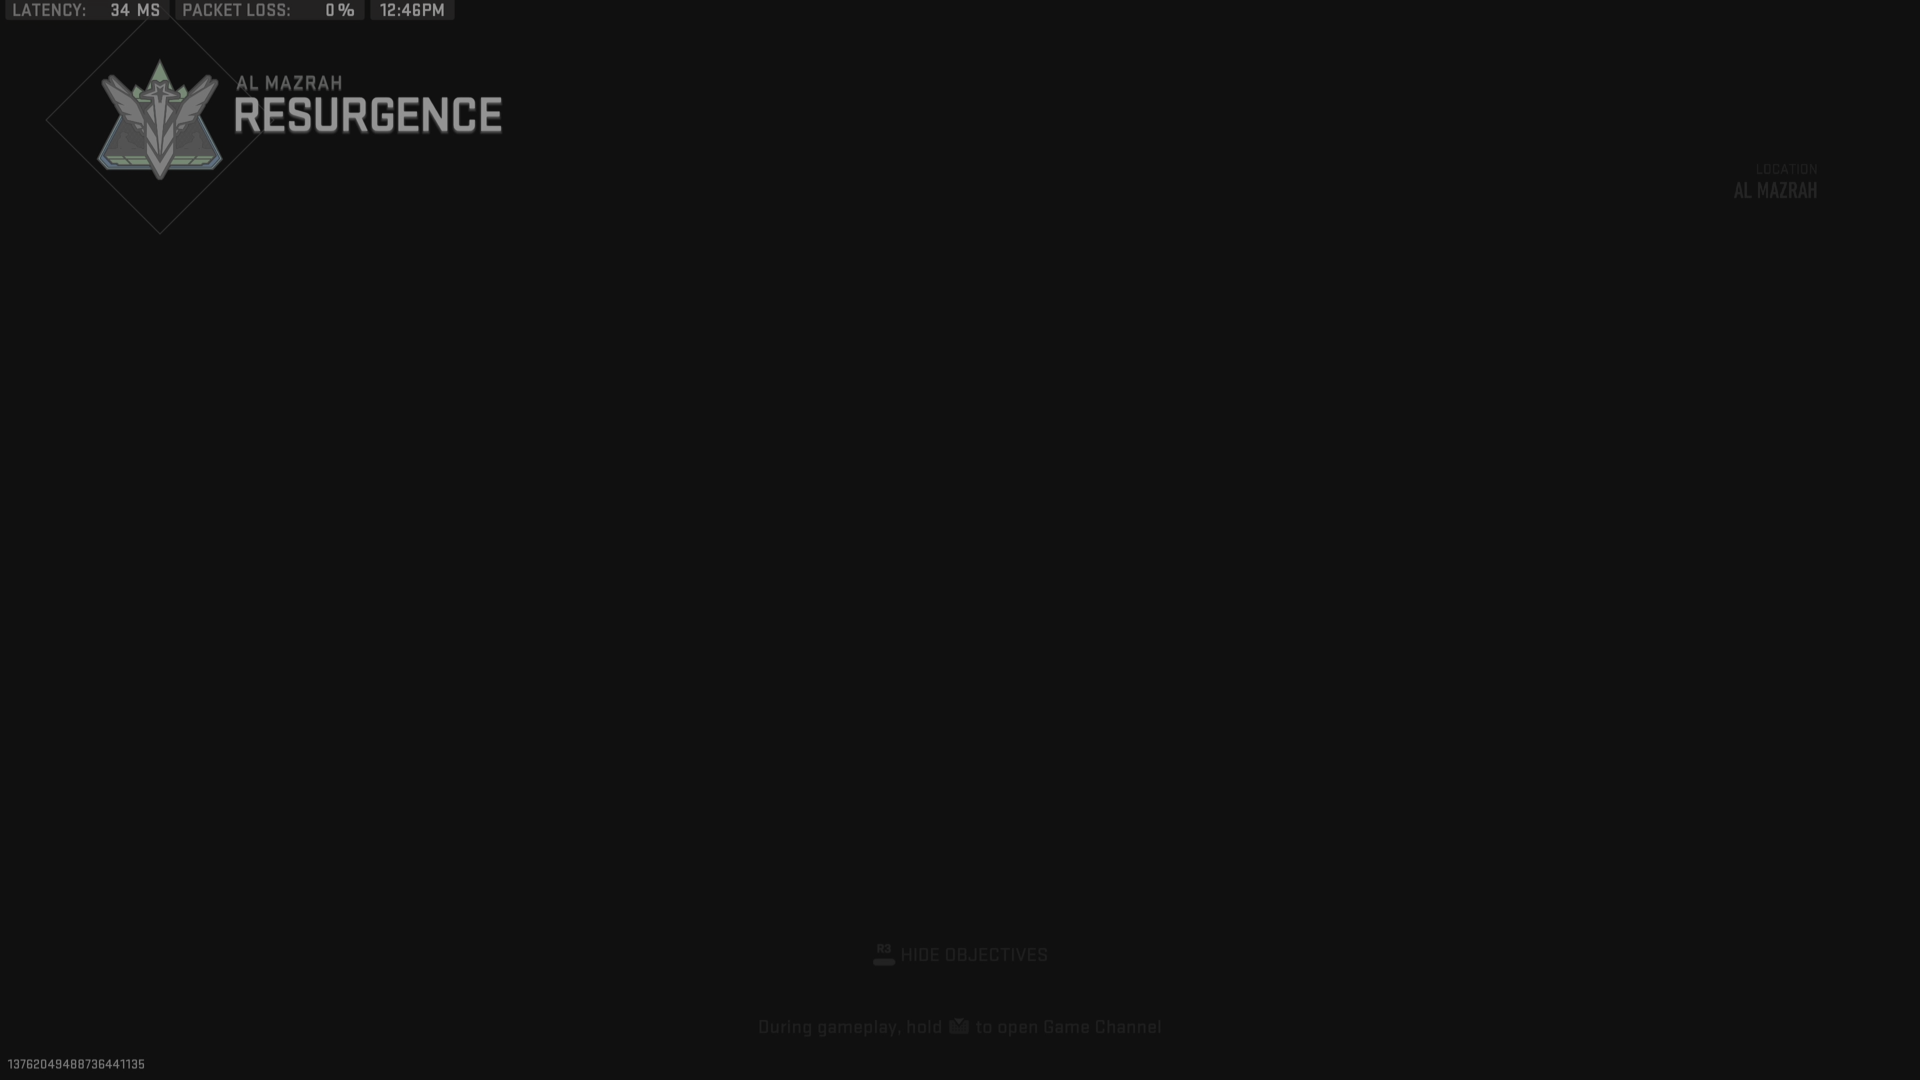 LATENCY: 34 MS PACKET LOSS: 0 % 12:46PM
AL MAZRAH
RESURGENCE
LOCATION
AL MAZRAH
R3 HIDE OBJECTIVES
During gameplay, hold to open Game Channel
13762049488736441135